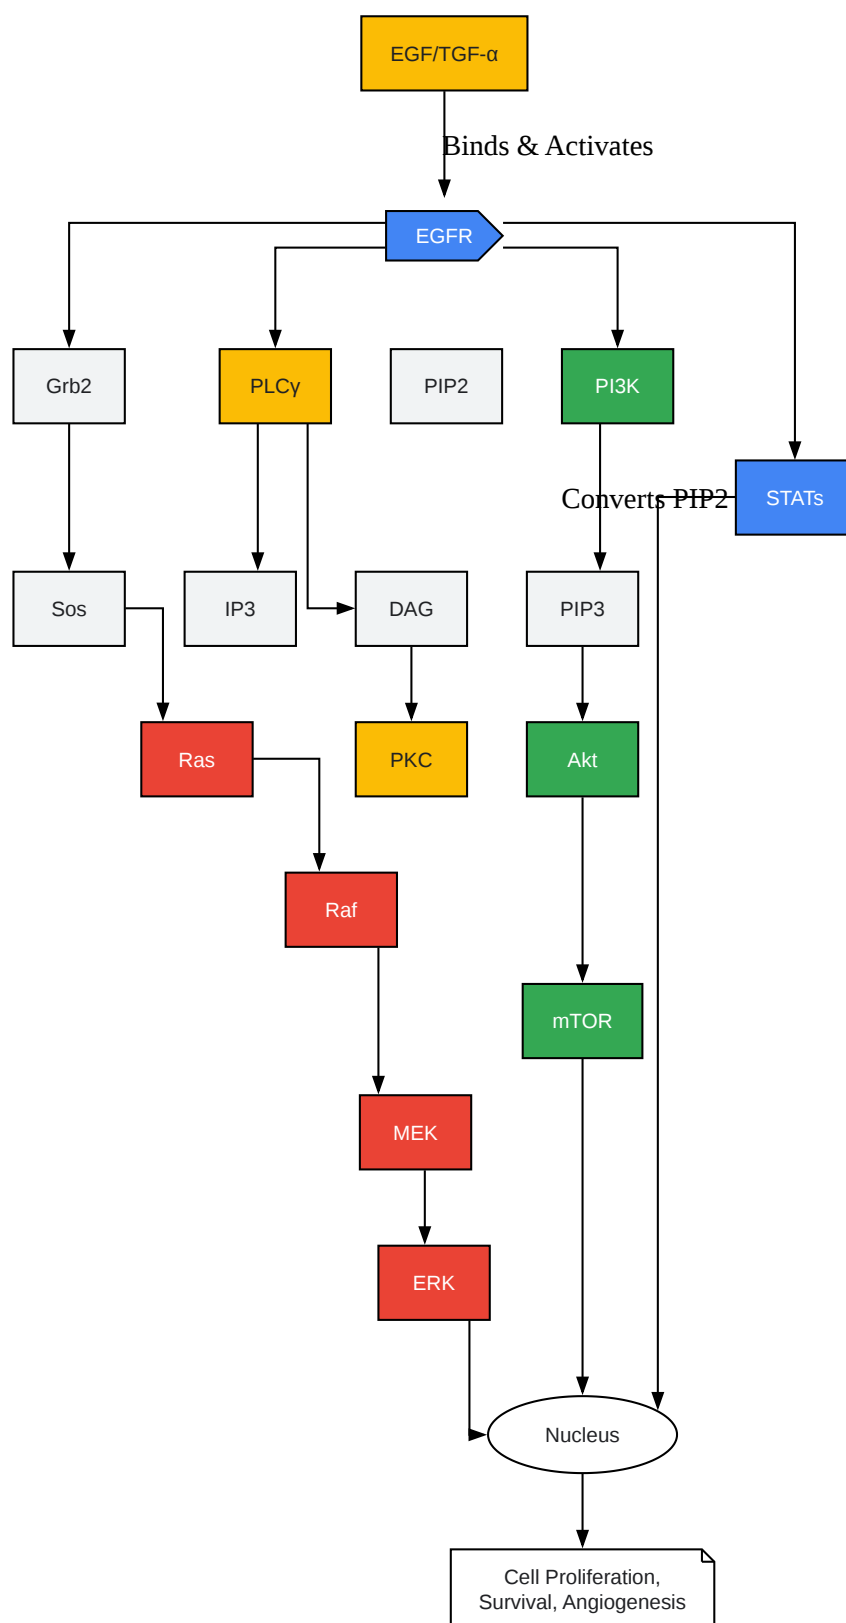 EGF/TGF-α
Binds & Activates
EGFR
Grb2
PLCγ
PIP2
PI3K
Converts PIP2
STATs
Sos
IP3
DAG
PIP3
Ras
PKC
Akt
Raf
mTOR
MEK
ERK
Nucleus
Cell Proliferation,
Survival, Angiogenesis